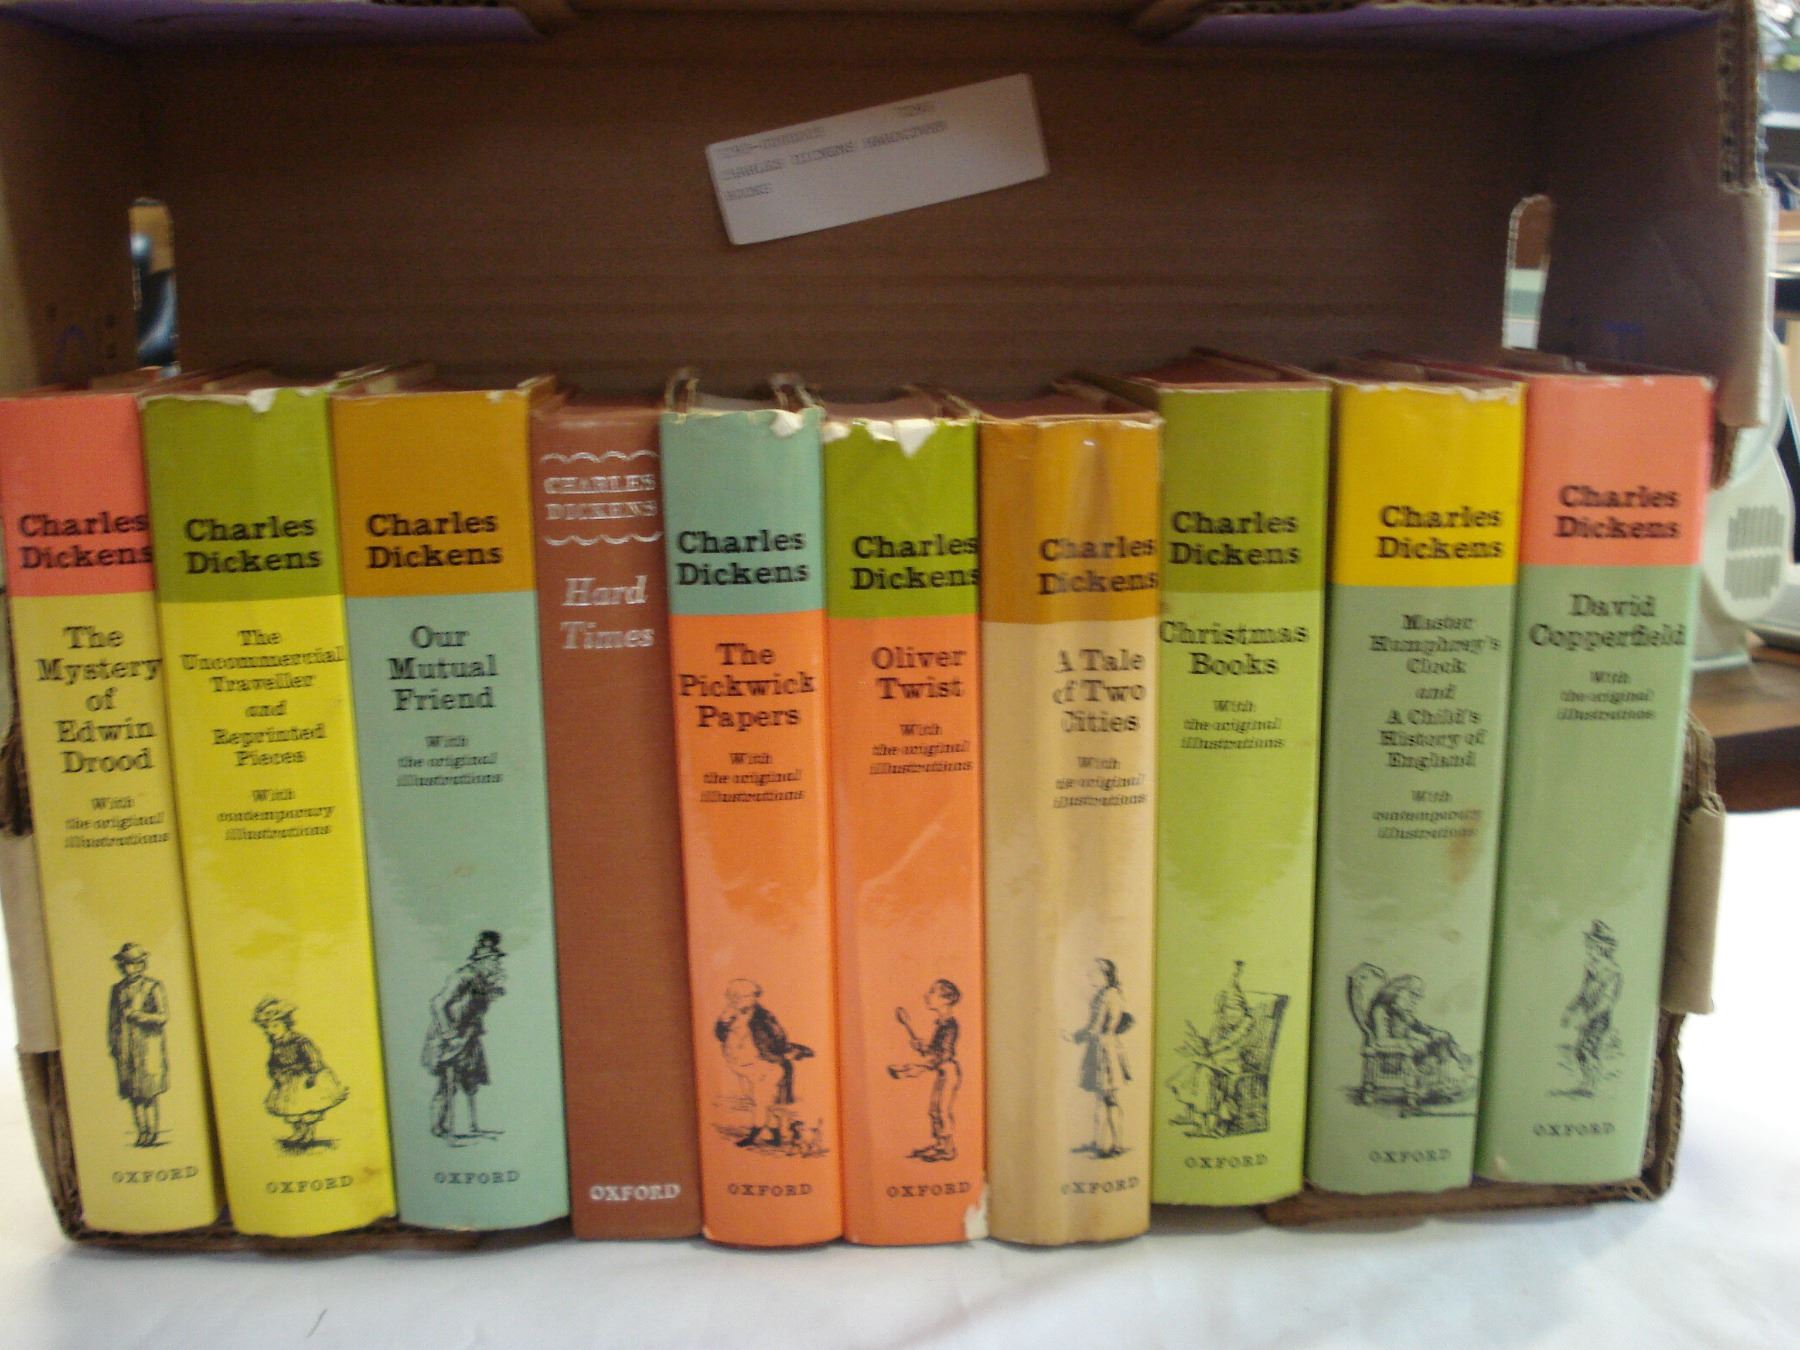 CHARLES DICKENS
Charles
Dickens
The
Mystery
of
Edwin
Drood
With
the original
illustrations
OXFORD
Charles
Dickens
The
Uncommercial
Traveller
and
Reprinted
Pieces
With
contemporary
illustrations
OXFORD
Charles
Dickens
Our
Mutual
Friend
With
the original
illustrations
OXFORD
CHARLES
DICKENS
Hard
Times
OXFORD
Charles
Dickens
The
Pickwick
Papers
With
the original
illustrations
OXFORD
Charles
Dickens
Oliver
Twist
With
the original
illustrations
OXFORD
Charles
Dickens
A Tale
of Two
Cities
With
the original
illustrations
OXFORD
Charles
Dickens
Christmas
Books
With
the original
illustrations
OXFORD
Charles
Dickens
Master
Humphrey's
Clock
and
A Child's
History of
England
With
contemporary
illustrations
OXFORD
Charles
Dickens
David
Copperfield
With
the original
illustrations
OXFORD